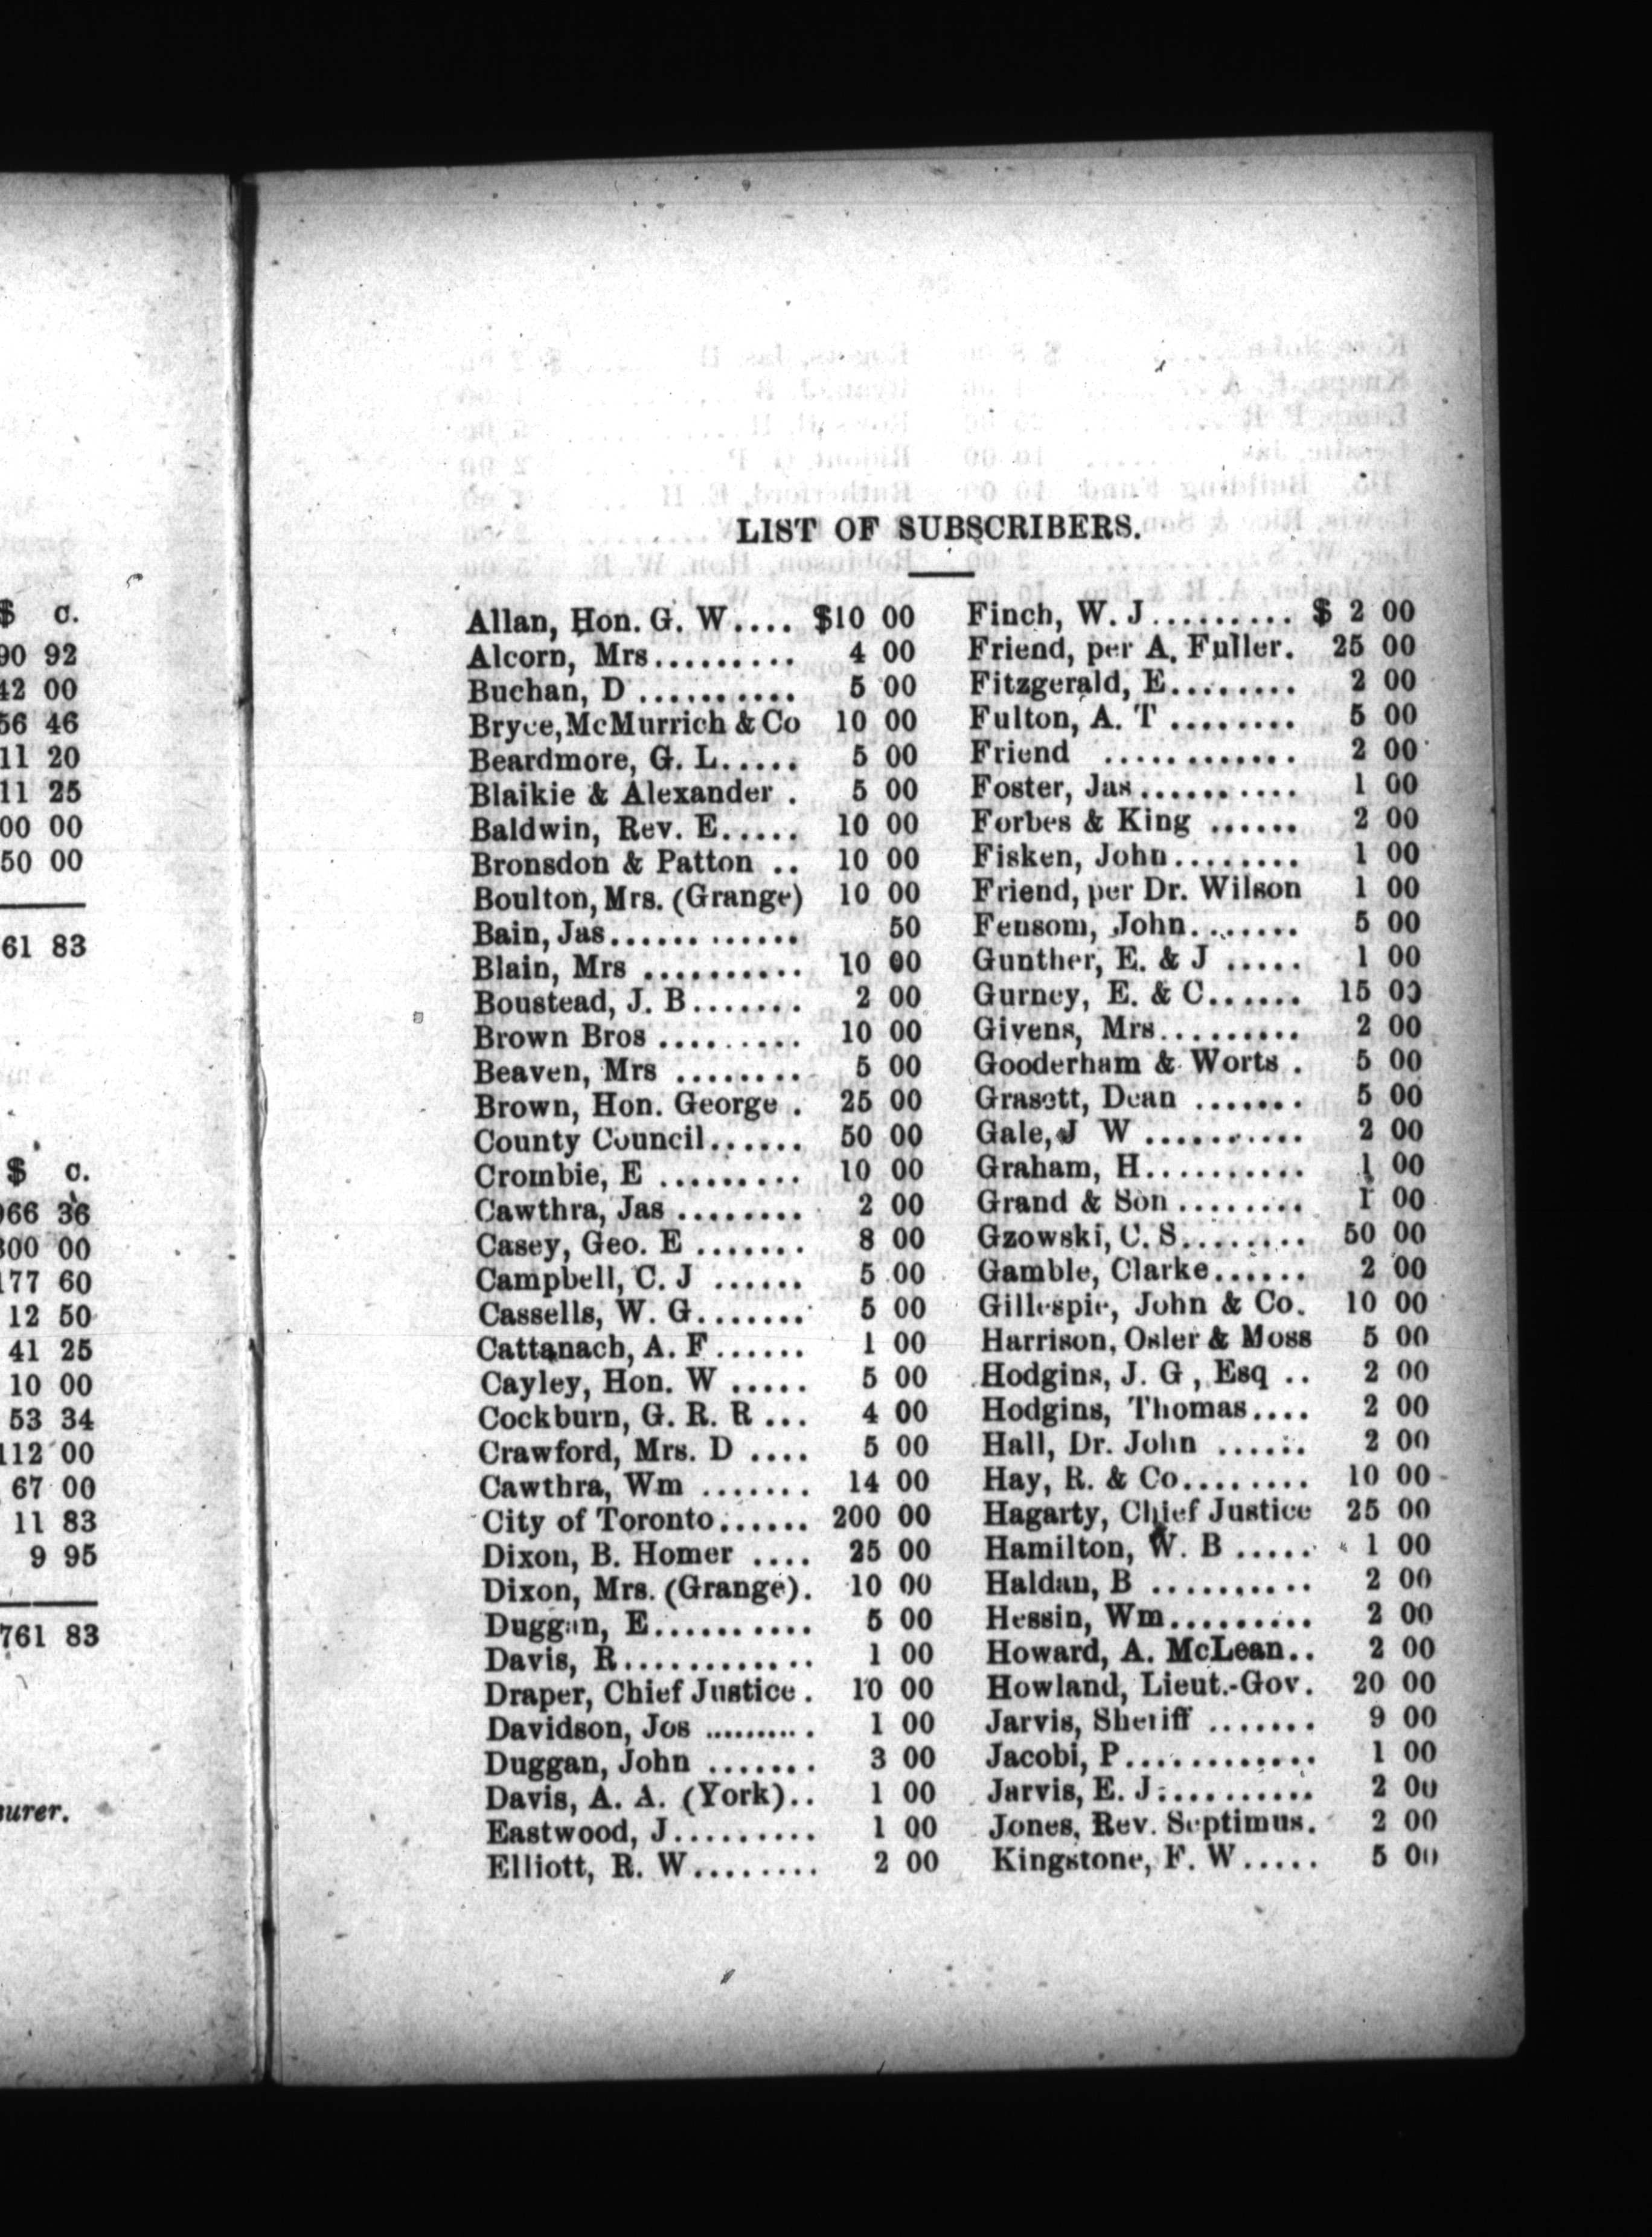 $ c.
90 92
42 00
56 46
11 20
11 25
00 00
50 00
61 83
$ c.
966 36
300 00
177 60
12 50
41 25
10 00
53 34
112 00
67 00
11 83
9 95
761 83
surer.
LIST OF SUBSCRIBERS.
Allan, Hon. G. W.... $10 00
Alcorn, Mrs......... 4 00
Buchan, D .......... 5 00
Bryce, McMurrich & Co 10 00
Beardmore, G. L..... 5 00
Blaikie & Alexander . 5 00
Baldwin, Rev. E..... 10 00
Bronsdon & Patton .. 10 00
Boulton, Mrs. (Grange) 10 00
Bain, Jas............ 50
Blain, Mrs .......... 10 00
Boustead, J. B....... 2 00
Brown Bros ......... 10 00
Beaven, Mrs ........ 5 00
Brown, Hon. George . 25 00
County Council...... 50 00
Crombie, E ......... 10 00
Cawthra, Jas ........ 2 00
Casey, Geo. E ....... 8 00
Campbell, C. J ...... 5 00
Cassells, W. G....... 5 00
Cattanach, A. F...... 1 00
Cayley, Hon. W ..... 5 00
Cockburn, G. R. R ... 4 00
Crawford, Mrs. D .... 5 00
Cawthra, Wm ....... 14 00
City of Toronto...... 200 00
Dixon, B. Homer .... 25 00
Dixon, Mrs. (Grange). 10 00
Duggan, E.......... 5 00
Davis, R............ 1 00
Draper, Chief Justice . 10 00
Davidson, Jos .......... 1 00
Duggan, John ....... 3 00
Davis, A. A. (York).. 1 00
Eastwood, J......... 1 00
Elliott, R. W........ 2 00
Finch, W. J......... $ 2 00
Friend, per A. Fuller. 25 00
Fitzgerald, E........ 2 00
Fulton, A. T ........ 5 00
Friend ............ 2 00
Foster, Jas.......... 1 00
Forbes & King ...... 2 00
Fisken, John........ 1 00
Friend, per Dr. Wilson 1 00
Fensom, John....... 5 00
Gunther, E. & J ..... 1 00
Gurney, E. & C...... 15 00
Givens, Mrs......... 2 00
Gooderham & Worts . 5 00
Grasett, Dean ....... 5 00
Gale, J W .......... 2 00
Graham, H.......... 1 00
Grand & Son ........ 1 00
Gzowski, C. S........ 50 00
Gamble, Clarke...... 2 00
Gillespie, John & Co. 10 00
Harrison, Osler & Moss 5 00
Hodgins, J. G , Esq .. 2 00
Hodgins, Thomas.... 2 00
Hall, Dr. John ...... 2 00
Hay, R. & Co........ 10 00
Hagarty, Chief Justice 25 00
Hamilton, W. B ..... 1 00
Haldan, B .......... 2 00
Hessin, Wm......... 2 00
Howard, A. McLean.. 2 00
Howland, Lieut.-Gov. 20 00
Jarvis, Sheriff ....... 9 00
Jacobi, P............ 1 00
Jarvis, E. J.......... 2 00
Jones, Rev. Septimus. 2 00
Kingstone, F. W..... 5 00